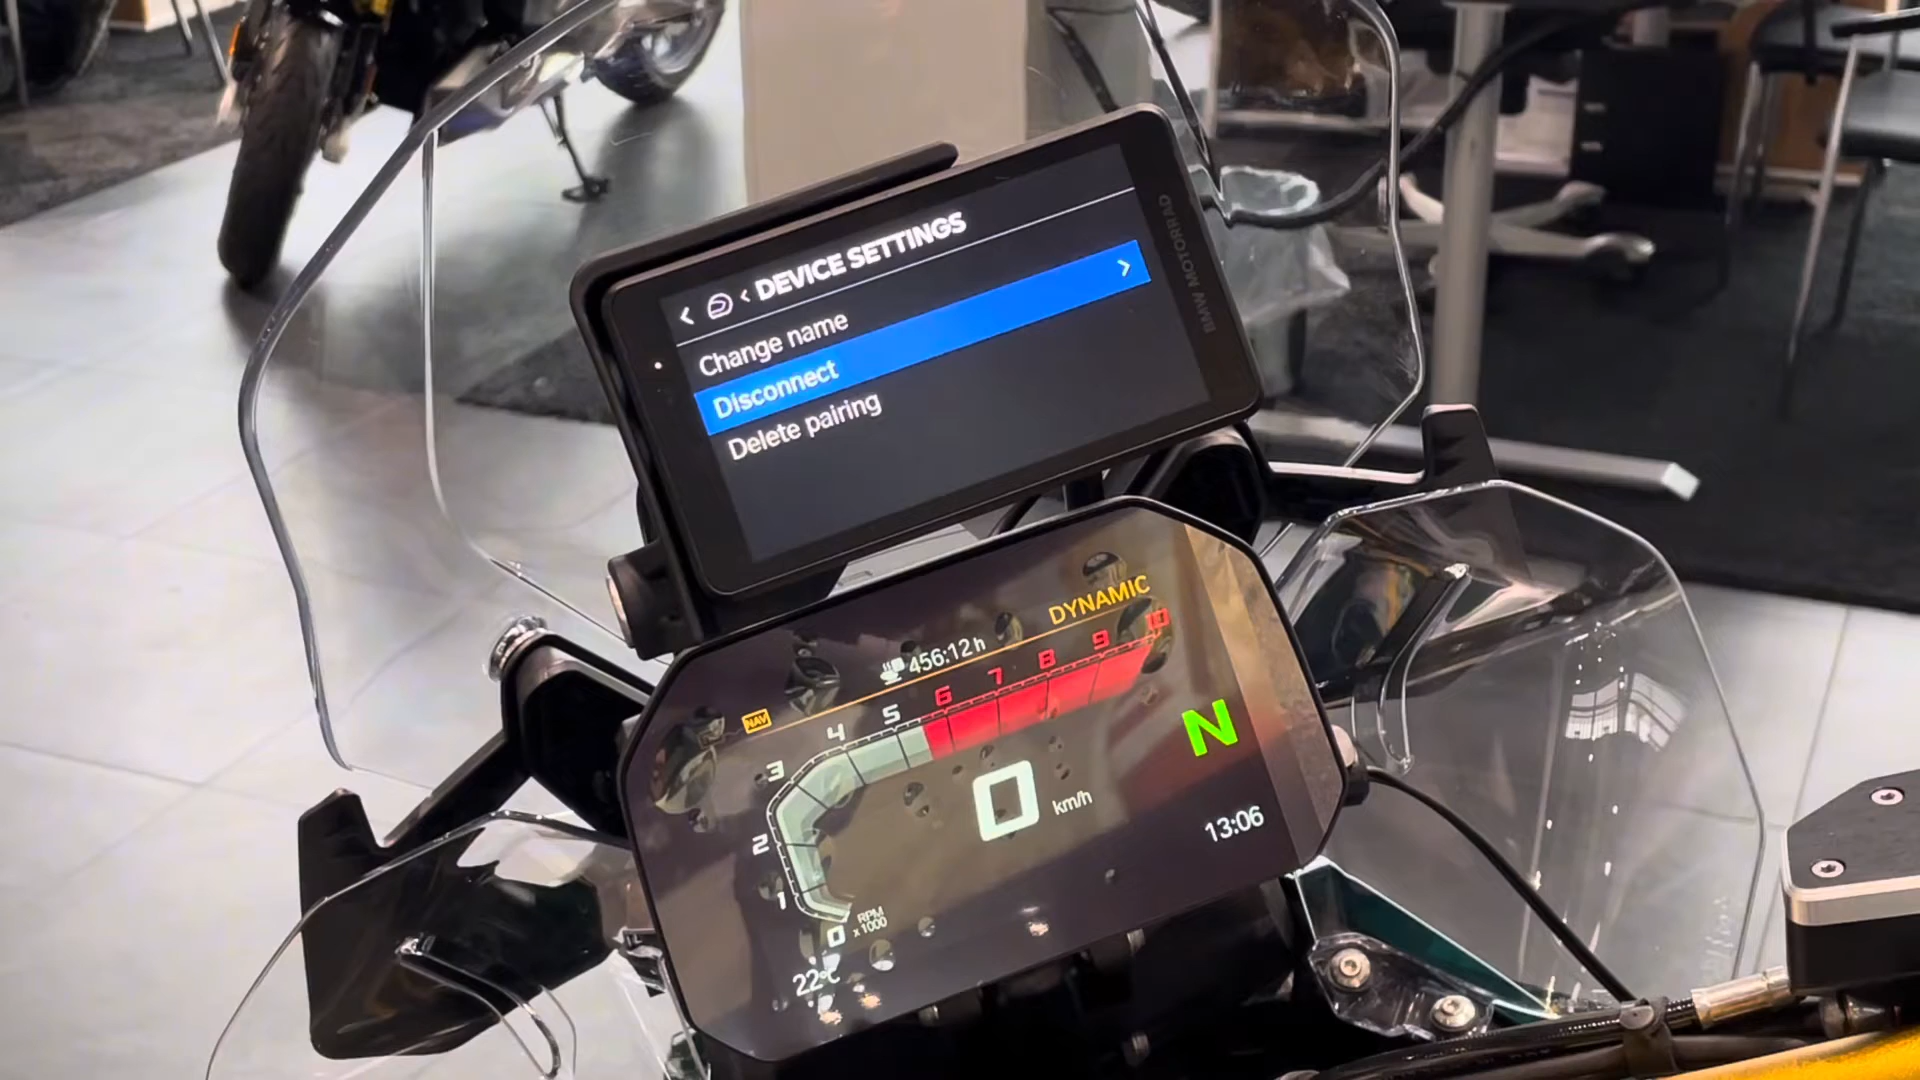 < < DEVICE SETTINGS
Change name
Disconnect >
Delete pairing
BMW MOTORRAD
DYNAMIC
456:12 h
NAV
1 2 3 4 5 6 7 8 9 10
N
0 km/h
13:06
0 RPM
x 1000
22°C